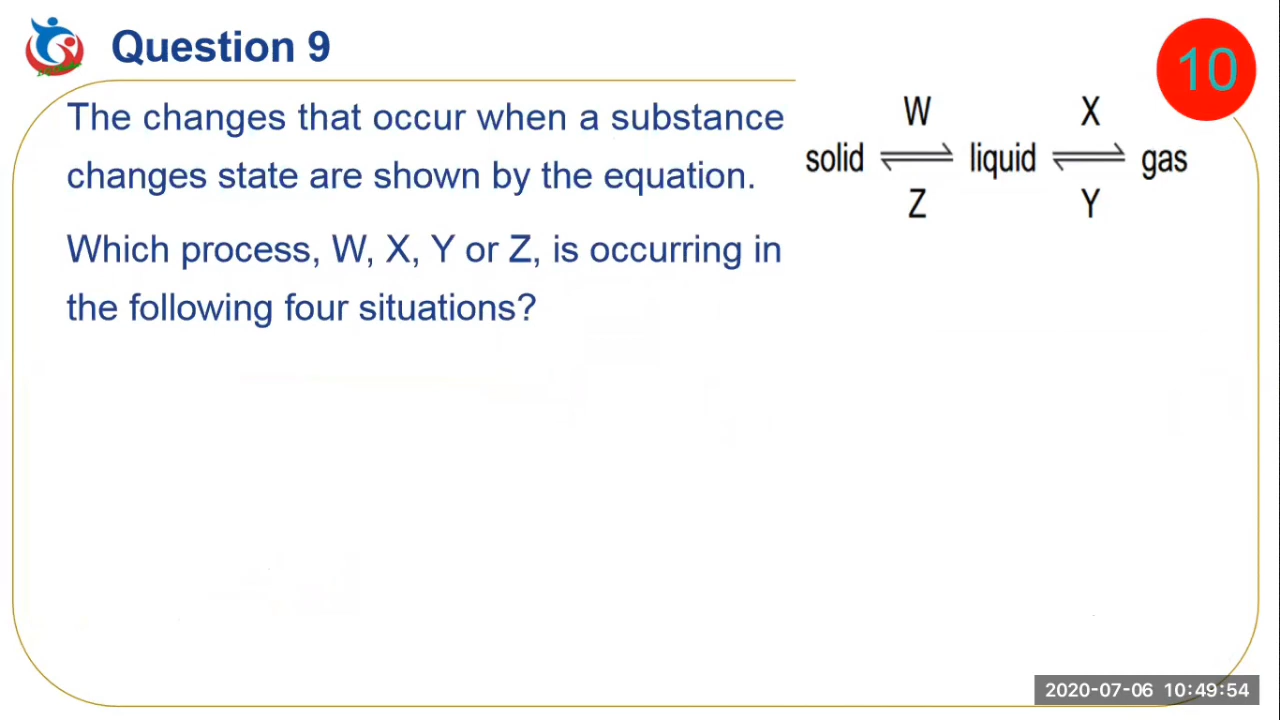 Question 9
10
The changes that occur when a substance
changes state are shown by the equation.
Which process, W, X, Y or Z, is occurring in
the following four situations?
W X
solid ⇌ liquid ⇌ gas
Z Y
2020-07-06 10:49:54